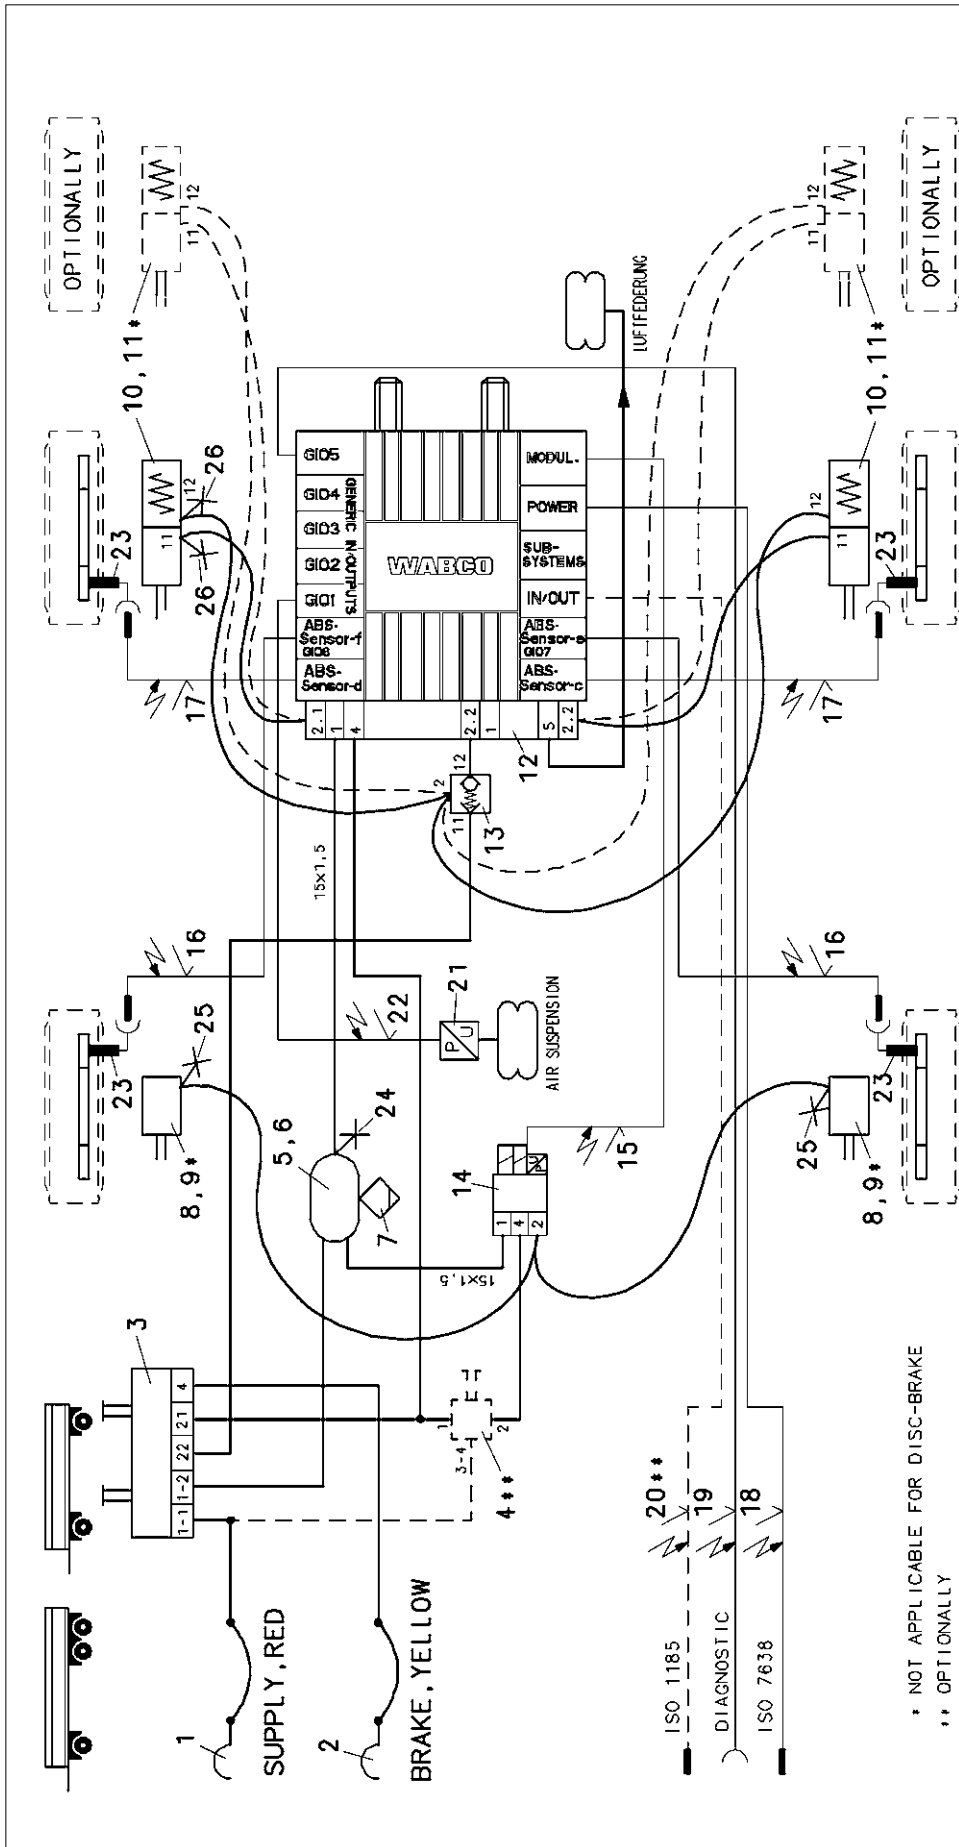 OPTIONALLY
OPTIONALLY
3
23
25
8,9*
16
23
26
26
12
11
10,11*
17
11
12
1
SUPPLY,RED
2
BRAKE,YELLOW
1-1
1-2
22
21
4
5,6
7
24
15x1,5
15x1,5
22
21
P
U
AIR SUSPENSION
3-4
1
2
4**
14
1
4
2
P
U
15
2
11
12
13
12
2.1
1
4
2.2
1
5
2.2
ABS-
Sensor-d
ABS-
Sensor-f
GIO6
GIO1
GIO2
GIO3
GIO4
GIO5
GENERIC IN/OUTPUTS
WABCO
ABS-
Sensor-c
ABS-
Sensor-e
GIO7
IN/OUT
SUB-
SYSTEMS
POWER
MODUL.
LUFTFEDERUNG
ISO 1185
20**
DIAGNOSTIC
19
ISO 7638
18
25
8,9*
16
23
17
11
12
23
10,11*
11
12
OPTIONALLY
* NOT APPLICABLE FOR DISC-BRAKE
** OPTIONALLY